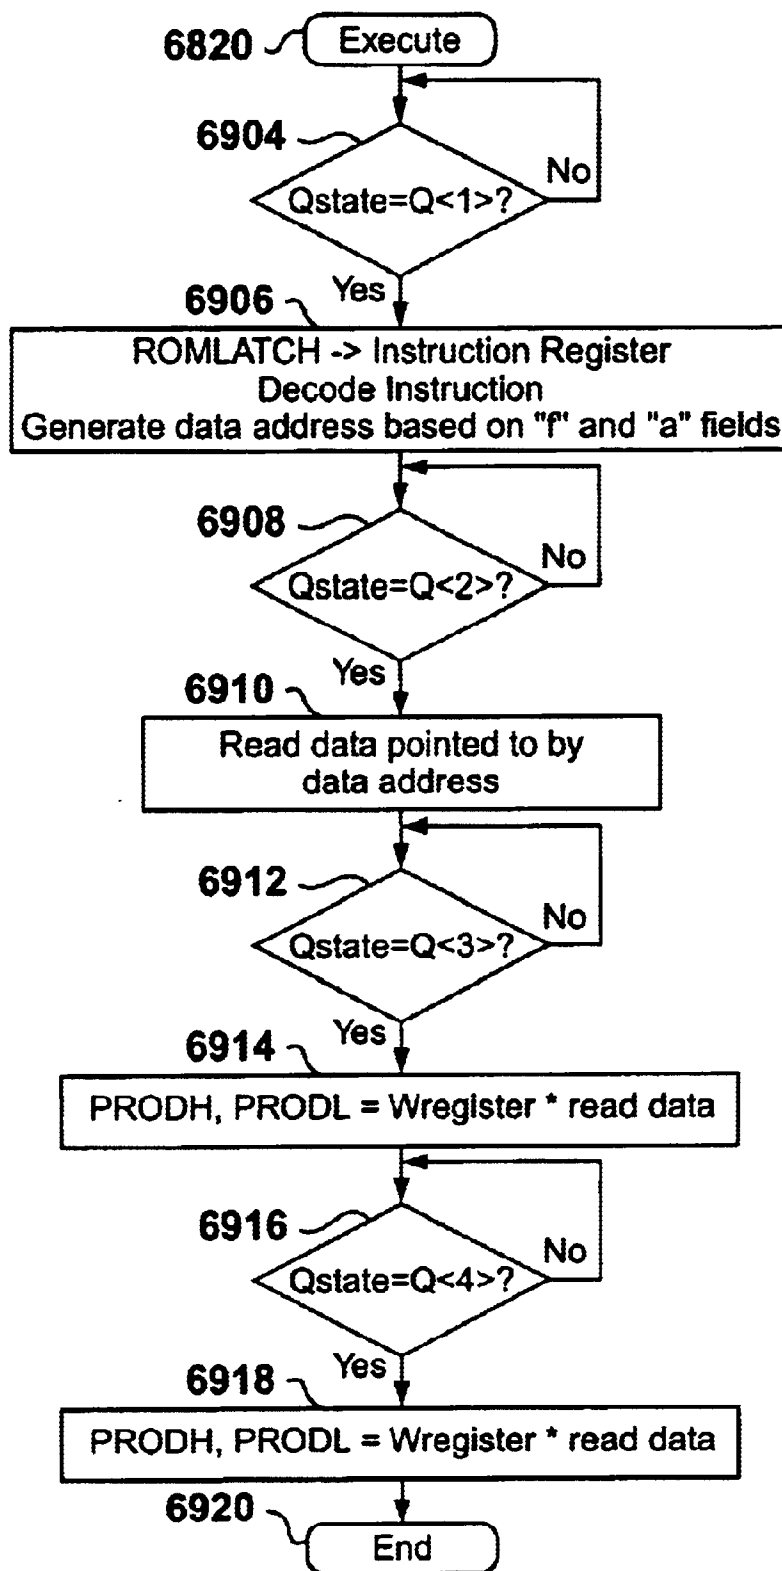 6820
Execute
6904
Qstate=Q<1>?
No
Yes
6906
ROMLATCH -> Instruction Register
Decode Instruction
Generate data address based on "f" and "a" fields
6908
Qstate=Q<2>?
No
Yes
6910
Read data pointed to by
data address
6912
Qstate=Q<3>?
No
Yes
6914
PRODH, PRODL = Wregister * read data
6916
Qstate=Q<4>?
No
Yes
6918
PRODH, PRODL = Wregister * read data
6920
End